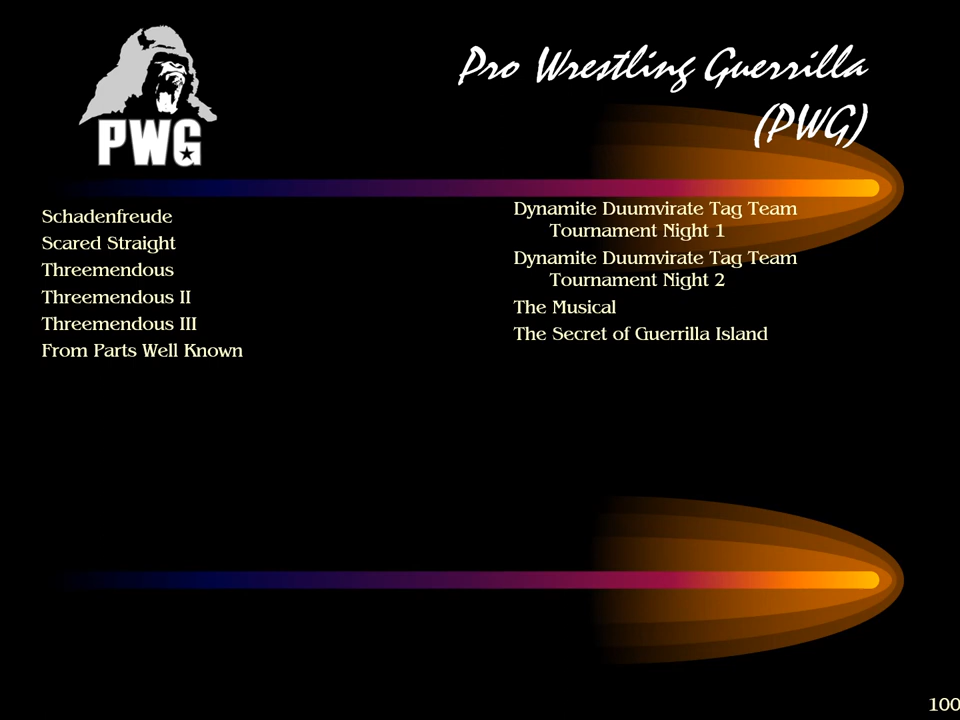 PWG
Pro Wrestling Guerrilla
(PWG)
Schadenfreude
Scared Straight
Threemendous
Threemendous II
Threemendous III
From Parts Well Known
Dynamite Duumvirate Tag Team
Tournament Night 1
Dynamite Duumvirate Tag Team
Tournament Night 2
The Musical
The Secret of Guerrilla Island
100